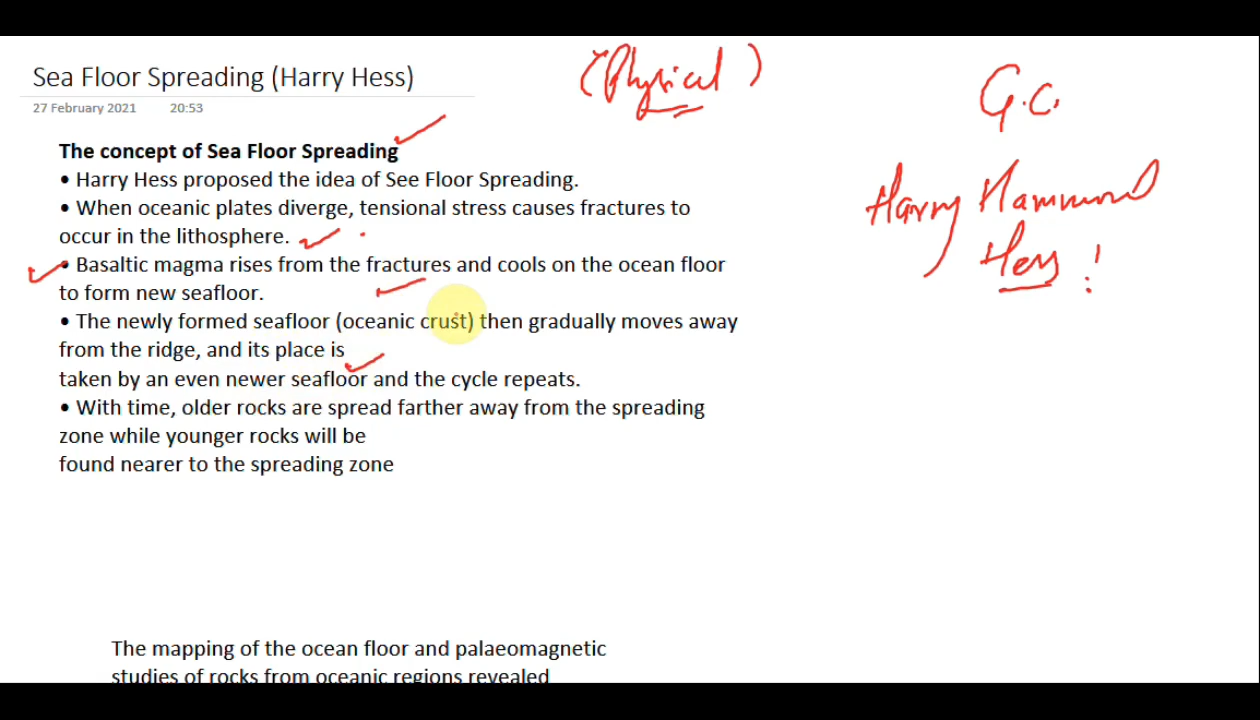 Sea Floor Spreading (Harry Hess)
(Physical)
G.C.
27 February 2021 20:53
The concept of Sea Floor Spreading
• Harry Hess proposed the idea of See Floor Spreading.
Harry Hammond
• When oceanic plates diverge, tensional stress causes fractures to
occur in the lithosphere.
Hess !
• Basaltic magma rises from the fractures and cools on the ocean floor
to form new seafloor.
• The newly formed seafloor (oceanic crust) then gradually moves away
from the ridge, and its place is
taken by an even newer seafloor and the cycle repeats.
• With time, older rocks are spread farther away from the spreading
zone while younger rocks will be
found nearer to the spreading zone
The mapping of the ocean floor and palaeomagnetic
studies of rocks from oceanic regions revealed